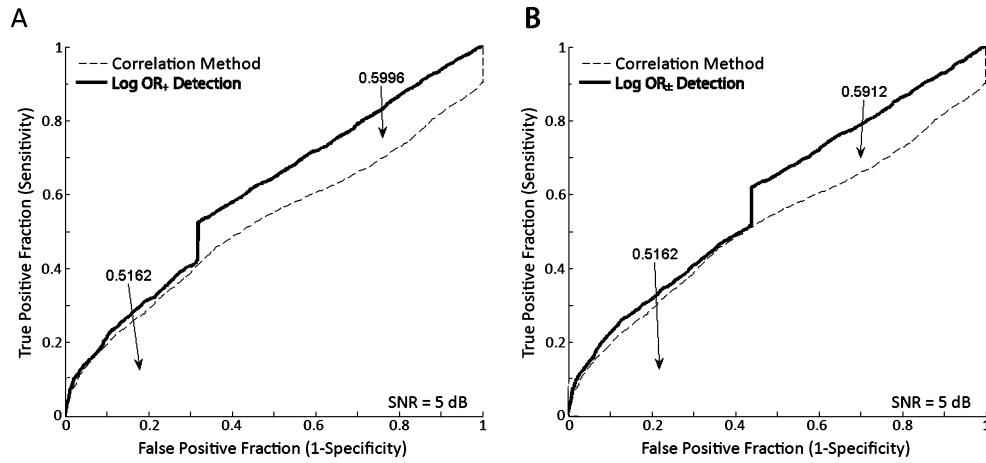 A
True Positive Fraction (Sensitivity)
1
0.8
0.6
0.4
0.2
0
Correlation Method
Log OR+ Detection
0.5996
0.5162
SNR = 5 dB
0 0.2 0.4 0.6 0.8 1
False Positive Fraction (1-Specificity)
B
True Positive Fraction (Sensitivity)
1
0.8
0.6
0.4
0.2
0
Correlation Method
Log OR± Detection
0.5912
0.5162
SNR = 5 dB
0 0.2 0.4 0.6 0.8 1
False Positive Fraction (1-Specificity)